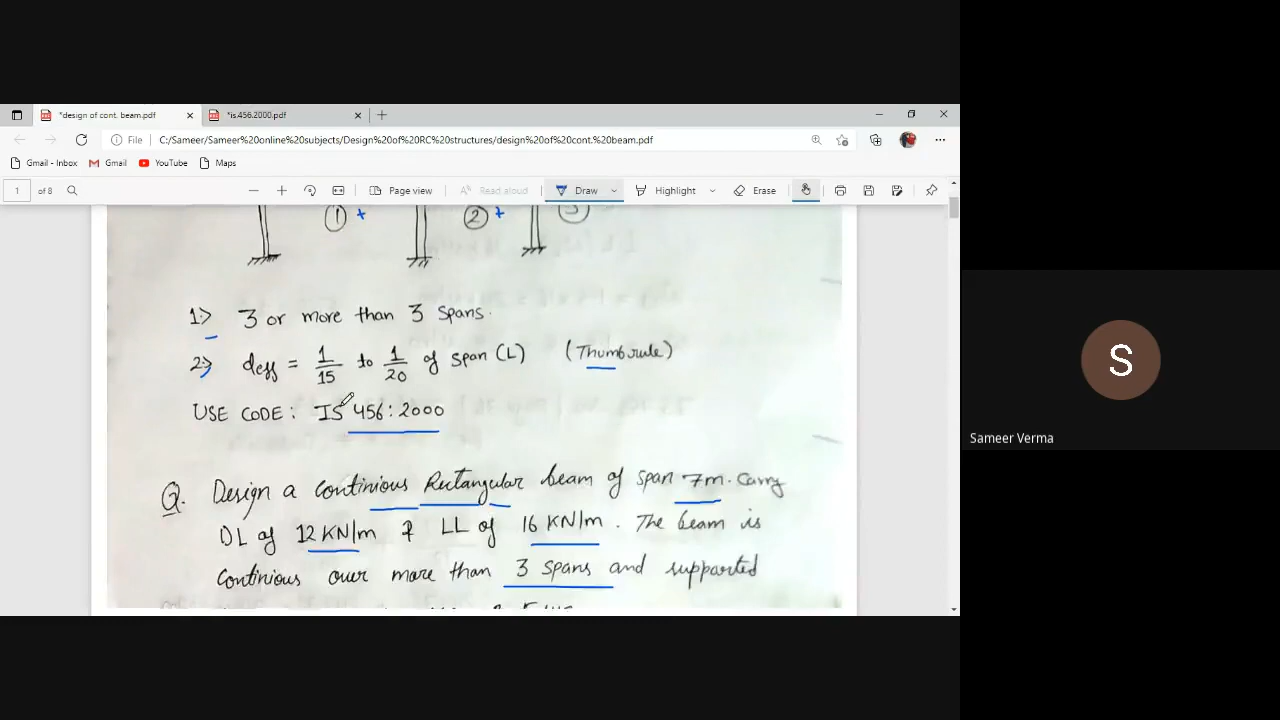 *design of cont. beam.pdf
*is.456.2000.pdf
File C:/Sameer/Sameer%20online%20subjects/Design%20of%20RC%20structures/design%20of%20cont.%20beam.pdf
Gmail - Inbox Gmail YouTube Maps
1 of 8 Page view Read aloud Draw Highlight Erase
1 + 2 + 3
1> 3 or more than 3 spans.
2> deff = 1/15 to 1/20 of span (L) (Thumb rule)
USE CODE: IS 456:2000
Q. Design a continious Rectangular beam of span 7m. carry
DL of 12 KN/m & LL of 16 KN/m. The beam is
continious over more than 3 spans and supported
S
Sameer Verma